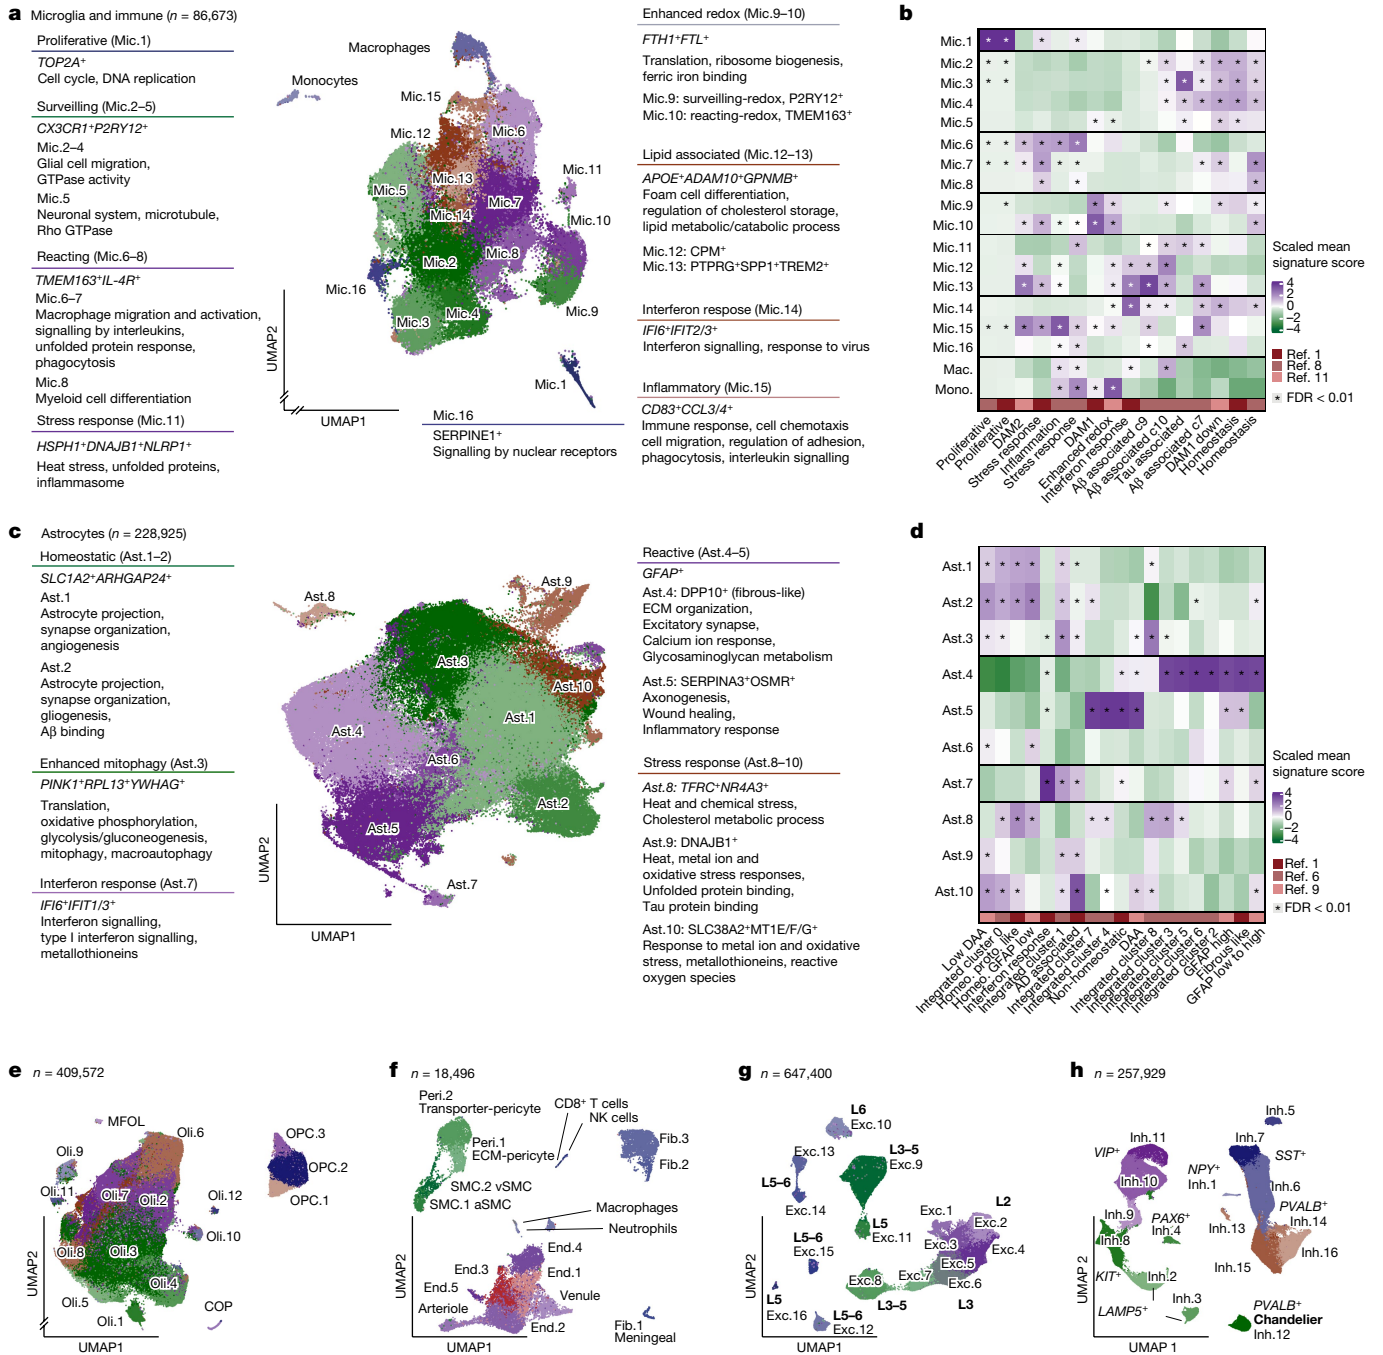 a
Microglia and immune (n = 86,673)
Proliferative (Mic.1)
TOP2A⁺
Cell cycle, DNA replication
Surveilling (Mic.2–5)
CX3CR1⁺P2RY12⁺
Mic.2–4
Glial cell migration,
GTPase activity
Mic.5
Neuronal system, microtubule,
Rho GTPase
Reacting (Mic.6–8)
TMEM163⁺IL-4R⁺
Mic.6–7
Macrophage migration and activation,
signalling by interleukins,
unfolded protein response,
phagocytosis
Mic.8
Myeloid cell differentiation
Stress response (Mic.11)
HSPH1⁺DNAJB1⁺NLRP1⁺
Heat stress, unfolded proteins,
inflammasome
Macrophages
Monocytes
Mic.15
Mic.12
Mic.6
Mic.13
Mic.11
Mic.5
Mic.7
Mic.14
Mic.10
Mic.2
Mic.8
Mic.16
Mic.9
Mic.3
Mic.4
Mic.1
UMAP2
UMAP1
Mic.16
SERPINE1⁺
Signalling by nuclear receptors
Enhanced redox (Mic.9–10)
FTH1⁺FTL⁺
Translation, ribosome biogenesis,
ferric iron binding
Mic.9: surveilling-redox, P2RY12⁺
Mic.10: reacting-redox, TMEM163⁺
Lipid associated (Mic.12–13)
APOE⁺ADAM10⁺GPNMB⁺
Foam cell differentiation,
regulation of cholesterol storage,
lipid metabolic/catabolic process
Mic.12: CPM⁺
Mic.13: PTPRG⁺SPP1⁺TREM2⁺
Interferon respose (Mic.14)
IFI6⁺IFIT2/3⁺
Interferon signalling, response to virus
Inflammatory (Mic.15)
CD83⁺CCL3/4⁺
Immune response, cell chemotaxis
cell migration, regulation of adhesion,
phagocytosis, interleukin signalling
b
Mic.1
Mic.2
Mic.3
Mic.4
Mic.5
Mic.6
Mic.7
Mic.8
Mic.9
Mic.10
Mic.11
Mic.12
Mic.13
Mic.14
Mic.15
Mic.16
Mac.
Mono.
Proliferative
Proliferative
DAM2
Stress response
Inflammation
Stress response
DAM1
Enhanced redox
Interferon response
Aβ associated c9
Aβ associated c10
Tau associated
Aβ associated c7
DAM down
Homeostasis
Homeostasis
Scaled mean
signature score
4
2
0
−2
−4
Ref. 1
Ref. 8
Ref. 11
* FDR < 0.01
c
Astrocytes (n = 228,925)
Homeostatic (Ast.1–2)
SLC1A2⁺ARHGAP24⁺
Ast.1
Astrocyte projection,
synapse organization,
angiogenesis
Ast.2
Astrocyte projection,
synapse organization,
gliogenesis,
Aβ binding
Enhanced mitophagy (Ast.3)
PINK1⁺RPL13⁺YWHAG⁺
Translation,
oxidative phosphorylation,
glycolysis/gluconeogenesis,
mitophagy, macroautophagy
Interferon response (Ast.7)
IFI6⁺IFIT1/3⁺
Interferon signalling,
type I interferon signalling,
metallothioneins
Ast.8
Ast.9
Ast.3
Ast.10
Ast.4
Ast.1
Ast.6
Ast.2
Ast.5
Ast.7
UMAP2
UMAP1
Reactive (Ast.4–5)
GFAP⁺
Ast.4: DPP10⁺ (fibrous-like)
ECM organization,
Excitatory synapse,
Calcium ion response,
Glycosaminoglycan metabolism
Ast.5: SERPINA3⁺OSMR⁺
Axonogenesis,
Wound healing,
Inflammatory response
Stress response (Ast.8–10)
Ast.8: TFRC⁺NR4A3⁺
Heat and chemical stress,
Cholesterol metabolic process
Ast.9: DNAJB1⁺
Heat, metal ion and
oxidative stress responses,
Unfolded protein binding,
Tau protein binding
Ast.10: SLC38A2⁺MT1E/F/G⁺
Response to metal ion and oxidative
stress, metallothioneins, reactive
oxygen species
d
Ast.1
Ast.2
Ast.3
Ast.4
Ast.5
Ast.6
Ast.7
Ast.8
Ast.9
Ast.10
Low DAA
Integrated cluster 0
Homeo. proto. like
Homeo. GFAP low
Interferon response
Integrated cluster 1
AD associated
Integrated cluster 7
Integrated cluster 4
Non-homeostatic
DAA
Integrated cluster 8
Integrated cluster 3
Integrated cluster 5
Integrated cluster 6
Integrated cluster 2
GFAP high
Fibrous like
GFAP low to high
Scaled mean
signature score
4
2
0
−2
−4
Ref. 1
Ref. 6
Ref. 9
* FDR < 0.01
e
n = 409,572
MFOL
Oli.6
Oli.9
Oli.11
Oli.7
Oli.2
Oli.12
Oli.10
Oli.8
Oli.3
Oli.4
Oli.5
Oli.1
COP
OPC.3
OPC.2
OPC.1
UMAP2
UMAP1
f
n = 18,496
Peri.2
Transporter-pericyte
CD8⁺ T cells
NK cells
Peri.1
ECM-pericyte
Fib.3
Fib.2
SMC.2 vSMC
SMC.1 aSMC
Macrophages
Neutrophils
End.4
End.3
End.1
End.5
Venule
Arteriole
End.2
Fib.1
Meningeal
UMAP2
UMAP1
g
n = 647,400
L6
Exc.10
Exc.13
L3–5
Exc.9
L5–6
Exc.14
L5
Exc.11
L2
Exc.1
Exc.2
L5–6
Exc.15
Exc.3
Exc.4
Exc.5
Exc.8
Exc.7
Exc.6
L5
Exc.16
L3–5
L3
L5–6
Exc.12
UMAP2
UMAP1
h
n = 257,929
Inh.5
Inh.11
Inh.7
VIP⁺
SST⁺
NPY⁺
Inh.1
Inh.10
Inh.6
Inh.9
PAX6⁺
Inh.4
PVALB⁺
Inh.14
Inh.13
Inh.8
Inh.16
KIT⁺
Inh.2
Inh.15
Inh.3
LAMP5⁺
PVALB⁺
Chandelier
Inh.12
UMAP 2
UMAP 1